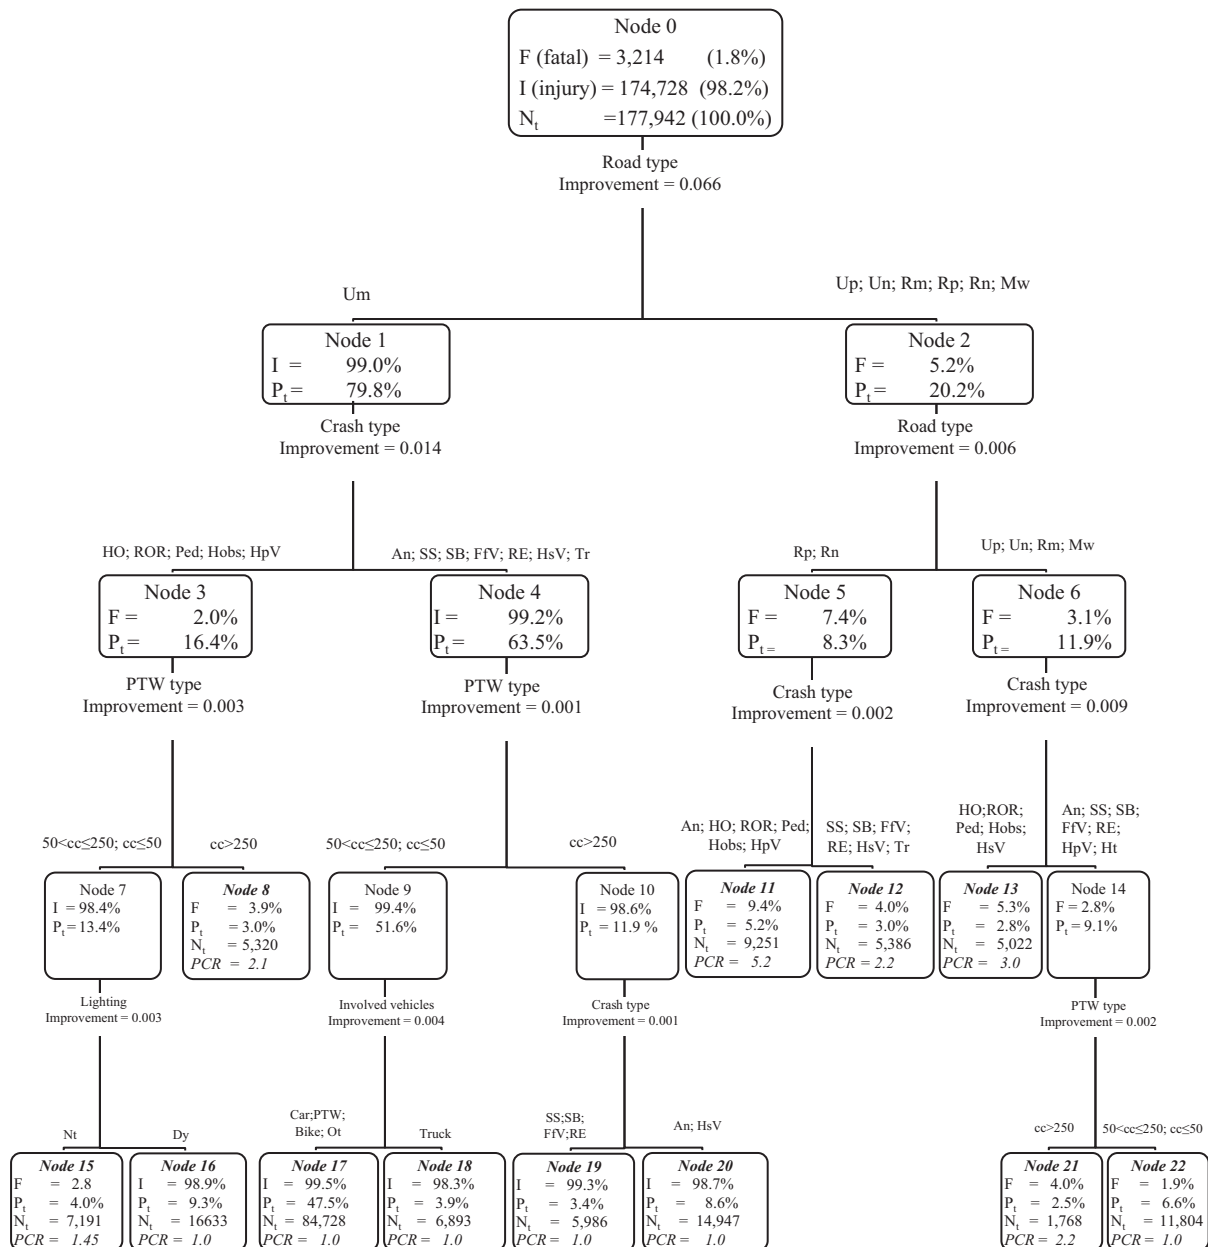 Node 0
F (fatal) = 3,214 (1.8%)
I (injury) = 174,728 (98.2%)
Nt =177,942 (100.0%)
Road type
Improvement = 0.066
Um
Up; Un; Rm; Rp; Rn; Mw
Node 1
I = 99.0%
Pt = 79.8%
Crash type
Improvement = 0.014
Node 2
F = 5.2%
Pt = 20.2%
Road type
Improvement = 0.006
HO; ROR; Ped; Hobs; HpV
An; SS; SB; FfV; RE; HsV; Tr
Rp; Rn
Up; Un; Rm; Mw
Node 3
F = 2.0%
Pt = 16.4%
PTW type
Improvement = 0.003
Node 4
I = 99.2%
Pt = 63.5%
PTW type
Improvement = 0.001
Node 5
F = 7.4%
Pt = 8.3%
Crash type
Improvement = 0.002
Node 6
F = 3.1%
Pt = 11.9%
Crash type
Improvement = 0.009
50<cc≤250; cc≤50
cc>250
50<cc≤250; cc≤50
cc>250
An; HO; ROR; Ped;
Hobs; HpV
SS; SB; FfV;
RE; HsV; Tr
HO;ROR;
Ped; Hobs;
HsV
An; SS; SB;
FfV; RE;
HpV; Ht
Node 7
I = 98.4%
Pt =13.4%
Lighting
Improvement = 0.003
Node 8
F = 3.9%
Pt = 3.0%
Nt = 5,320
PCR = 2.1
Node 9
I = 99.4%
Pt = 51.6%
Involved vehicles
Improvement = 0.004
Node 10
I = 98.6%
Pt =11.9 %
Crash type
Improvement = 0.001
Node 11
F = 9.4%
Pt = 5.2%
Nt = 9,251
PCR = 5.2
Node 12
F = 4.0%
Pt = 3.0%
Nt = 5,386
PCR = 2.2
Node 13
F = 5.3%
Pt = 2.8%
Nt = 5,022
PCR = 3.0
Node 14
F = 2.8%
Pt = 9.1%
PTW type
Improvement = 0.002
Nt
Dy
Car;PTW;
Bike; Ot
Truck
SS;SB;
FfV;RE
An; HsV
cc>250
50<cc≤250; cc≤50
Node 15
F = 2.8
Pt = 4.0%
Nt = 7,191
PCR = 1.45
Node 16
I = 98.9%
Pt = 9.3%
Nt = 16633
PCR = 1.0
Node 17
I = 99.5%
Pt = 47.5%
Nt = 84,728
PCR = 1.0
Node 18
I = 98.3%
Pt = 3.9%
Nt = 6,893
PCR = 1.0
Node 19
I = 99.3%
Pt = 3.4%
Nt = 5,986
PCR = 1.0
Node 20
I = 98.7%
Pt = 8.6%
Nt = 14,947
PCR = 1.0
Node 21
F = 4.0%
Pt = 2.5%
Nt = 1,768
PCR = 2.2
Node 22
F = 1.9%
Pt = 6.6%
Nt = 11,804
PCR = 1.0